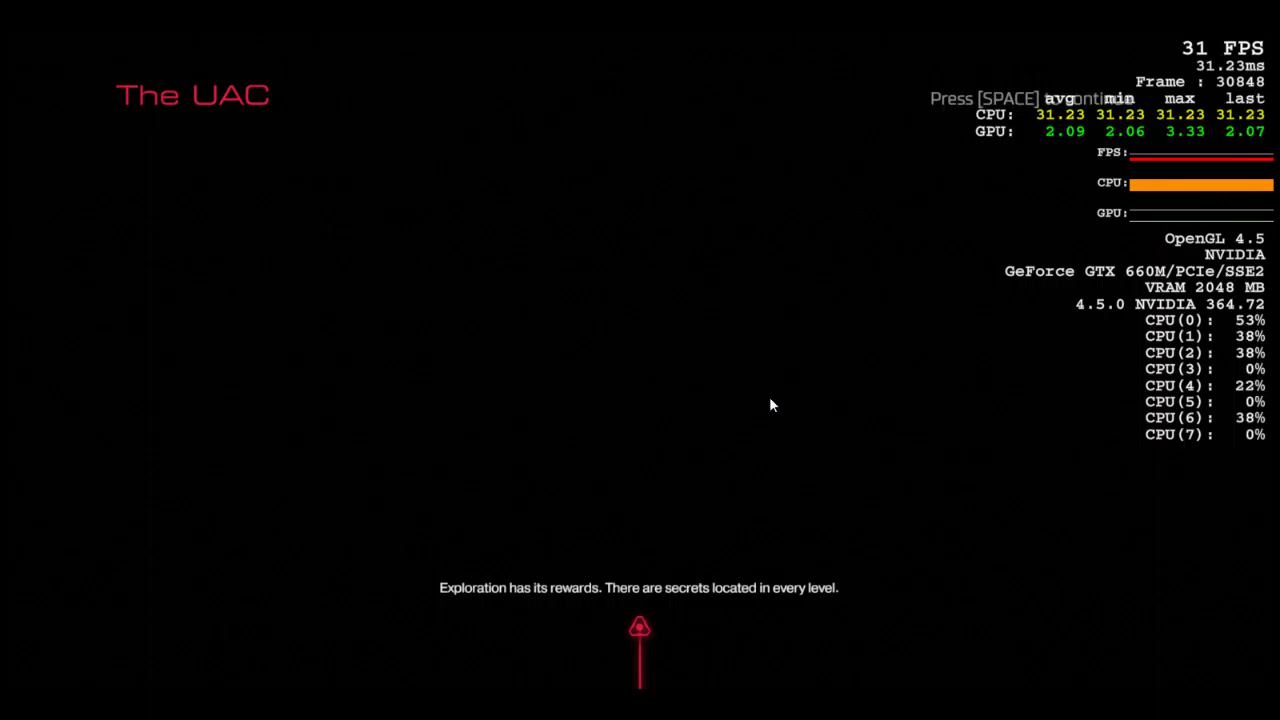 31 FPS
31.23ms
Frame : 30848
The UAC
Press [SPACE] to continue
avg min max last
CPU: 31.23 31.23 31.23 31.23
GPU: 2.09 2.06 3.33 2.07
FPS:
CPU:
GPU:
OpenGL 4.5
NVIDIA
GeForce GTX 660M/PCIe/SSE2
VRAM 2048 MB
4.5.0 NVIDIA 364.72
CPU(0): 53%
CPU(1): 38%
CPU(2): 38%
CPU(3): 0%
CPU(4): 22%
CPU(5): 0%
CPU(6): 38%
CPU(7): 0%
Exploration has its rewards. There are secrets located in every level.